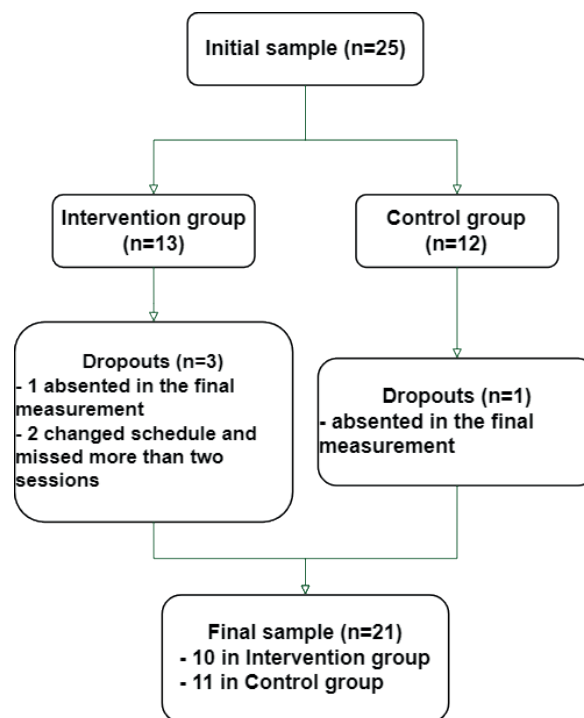 Initial sample (n=25)
Intervention group
(n=13)
Control group
(n=12)
Dropouts (n=3)
- 1 absented in the final
measurement
- 2 changed schedule and
missed more than two
sessions
Dropouts (n=1)
- absented in the final
measurement
Final sample (n=21)
- 10 in Intervention group
- 11 in Control group